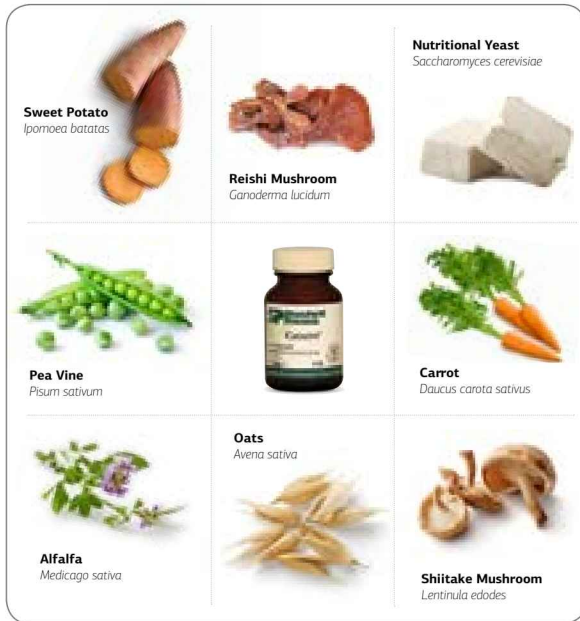 Nutritional Yeast
Saccharomyces cerevisiae
Sweet Potato
Ipomoea batatas
Reishi Mushroom
Ganoderma lucidum
Pea Vine
Pisum sativum
Carrot
Daucus carota sativus
Oats
Avena sativa
Alfalfa
Medicago sativa
Shiitake Mushroom
Lentinula edodes